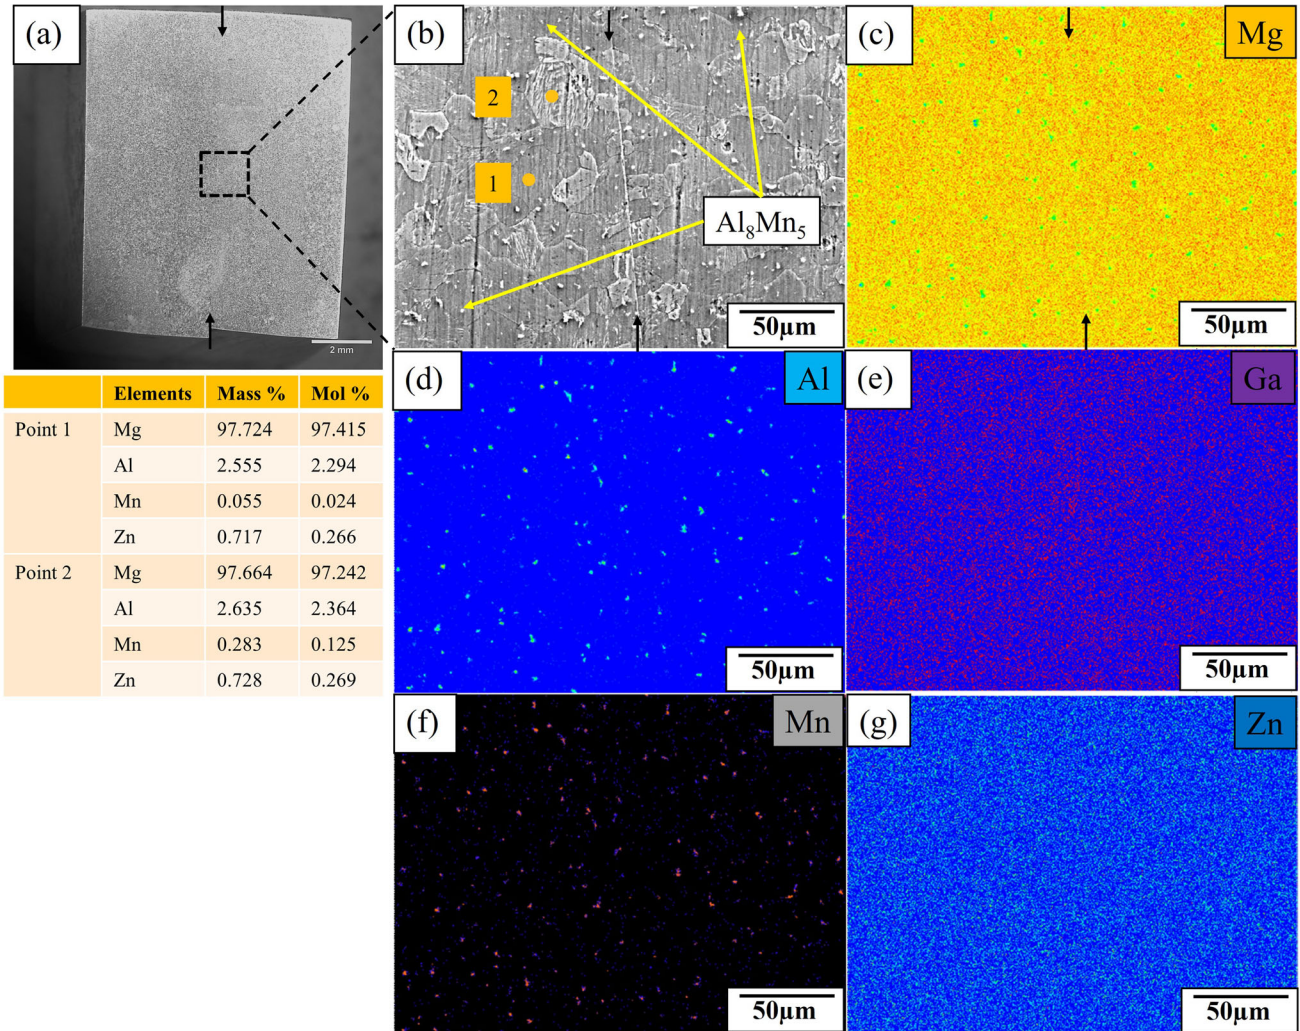 (a)
2 mm
(b)
2
1
Al8Mn5
50μm
(c)
Mg
50μm
Elements Mass % Mol %
Point 1 Mg 97.724 97.415
Al 2.555 2.294
Mn 0.055 0.024
Zn 0.717 0.266
Point 2 Mg 97.664 97.242
Al 2.635 2.364
Mn 0.283 0.125
Zn 0.728 0.269
(d)
Al
50μm
(e)
Ga
50μm
(f)
Mn
50μm
(g)
Zn
50μm